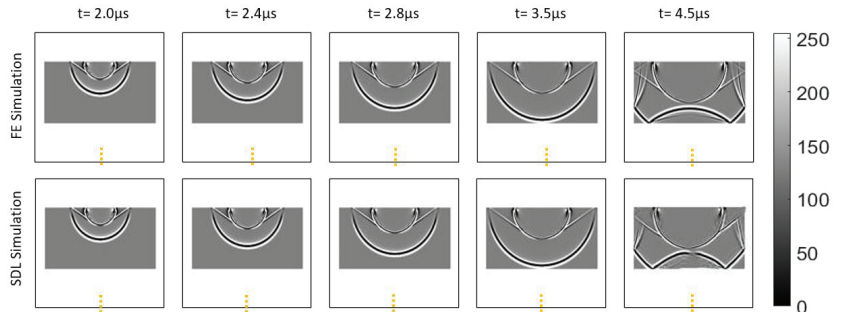 t= 2.0µs
t= 2.4µs
t= 2.8µs
t= 3.5µs
t= 4.5µs
FE Simulation
SDL Simulation
250
200
150
100
50
0